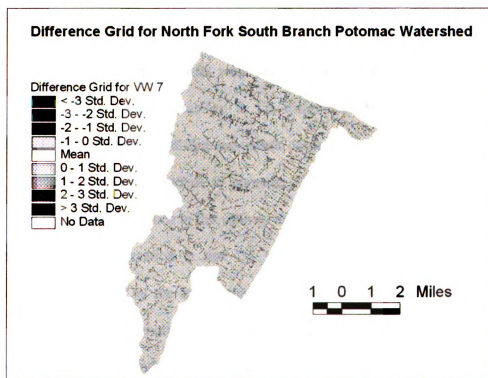 Difference Grid for North Fork South Branch Potomac Watershed
Difference Grid for VW 7
< -3 Std. Dev.
-3 - -2 Std. Dev.
-2 - -1 Std. Dev.
-1 - 0 Std. Dev.
Mean
0 - 1 Std. Dev.
1 - 2 Std. Dev.
2 - 3 Std. Dev.
> 3 Std. Dev.
No Data
1 0 1 2 Miles